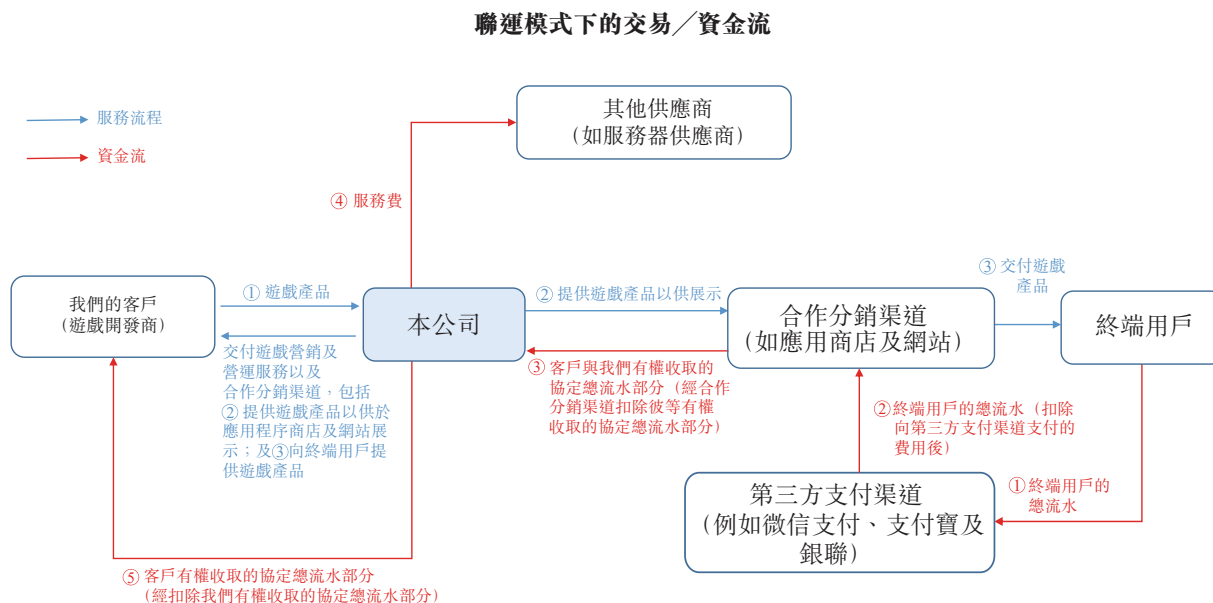 聯運模式下的交易／資金流
服務流程
資金流
其他供應商
(如服務器供應商)
④ 服務費
我們的客戶
(遊戲開發商)
① 遊戲產品
本公司
② 提供遊戲產品以供展示
合作分銷渠道
(如應用商店及網站)
③ 交付遊戲
產品
終端用戶
交付遊戲營銷及
營運服務以及
合作分銷渠道，包括
② 提供遊戲產品以供於
應用程序商店及網站展
示；及③向終端用戶提
供遊戲產品
③ 客戶與我們有權收取的
協定總流水部分（經合作
分銷渠道扣除彼等有權
收取的協定總流水部分）
② 終端用戶的總流水（扣除
向第三方支付渠道支付的
費用後）
第三方支付渠道
(例如微信支付、支付寶及
銀聯)
① 終端用戶的
總流水
⑤ 客戶有權收取的協定總流水部分
（經扣除我們有權收取的協定總流水部分）